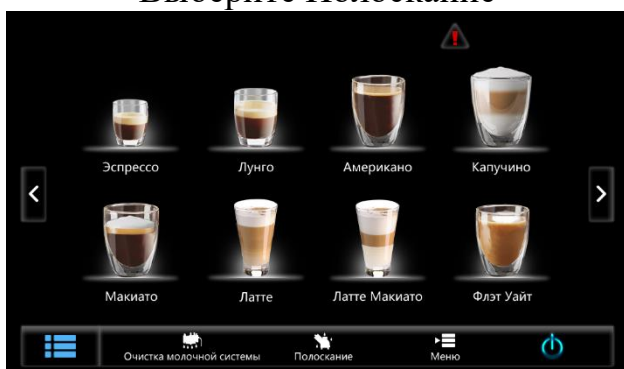 Выберите Полоскание
Эспрессо Лунго Американо Капучино
Макиато Латте Латте Макиато Флэт Уайт
Очистка молочной системы Полоскание Меню